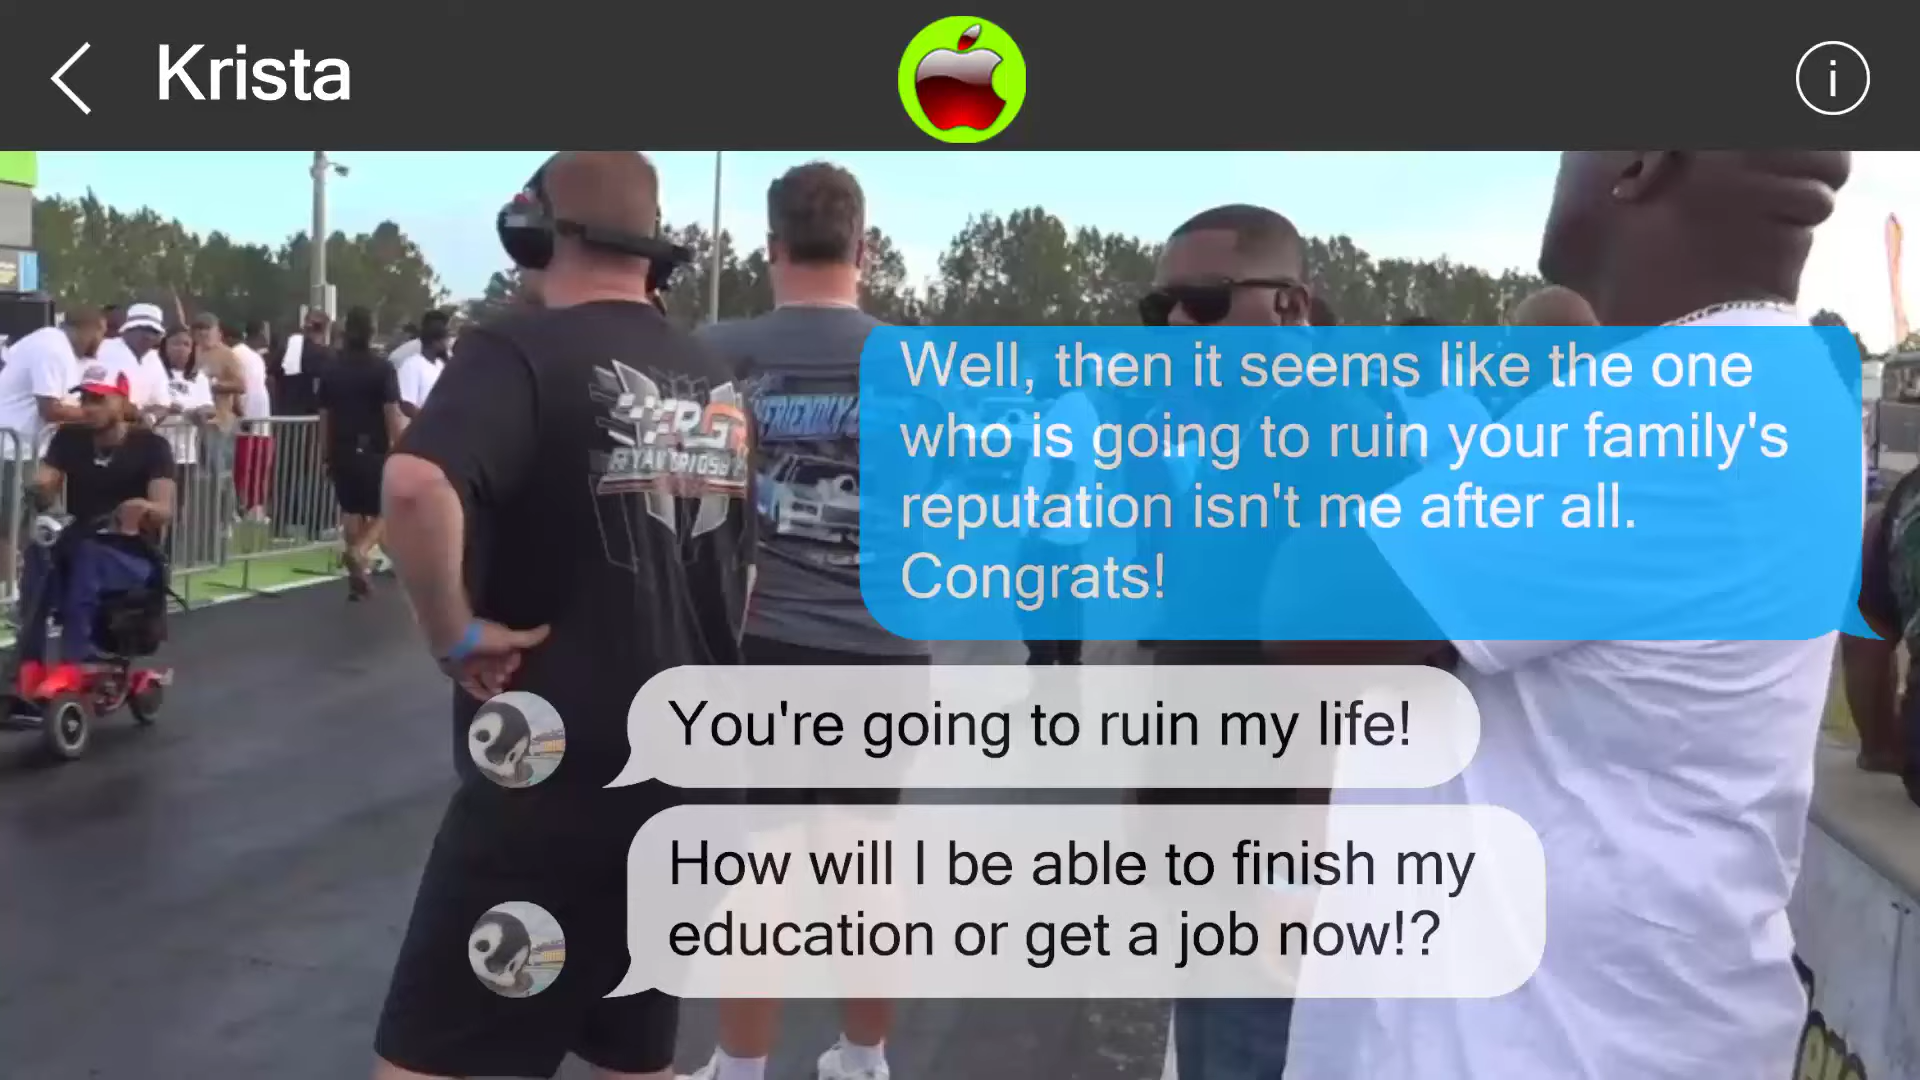 Krista
i
Well, then it seems like the one
who is going to ruin your family's
reputation isn't me after all.
Congrats!
You're going to ruin my life!
How will I be able to finish my
education or get a job now!?